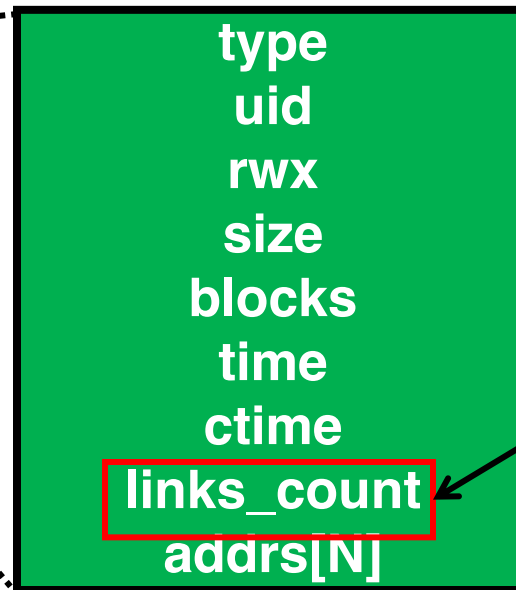 type
uid
rwx
size
blocks
time
ctime
links_count
addrs[N]